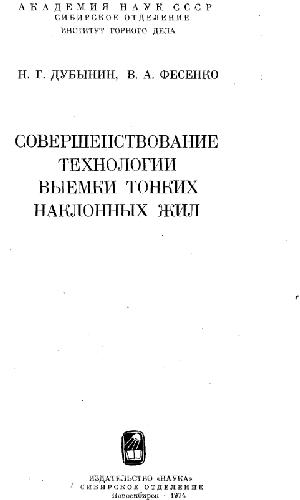 АКАДЕМИЯ НАУК СССР
СИБИРСКОЕ ОТДЕЛЕНИЕ
ИНСТИТУТ ГОРНОГО ДЕЛА
Н. Г. ДУБЫНИН, В. А. ФЕСЕНКО
СОВЕРШЕНСТВОВАНИЕ
ТЕХНОЛОГИИ
ВЫЕМКИ ТОНКИХ
НАКЛОННЫХ ЖИЛ
ИЗДАТЕЛЬСТВО «НАУКА»
СИБИРСКОЕ ОТДЕЛЕНИЕ
Новосибирск · 1974